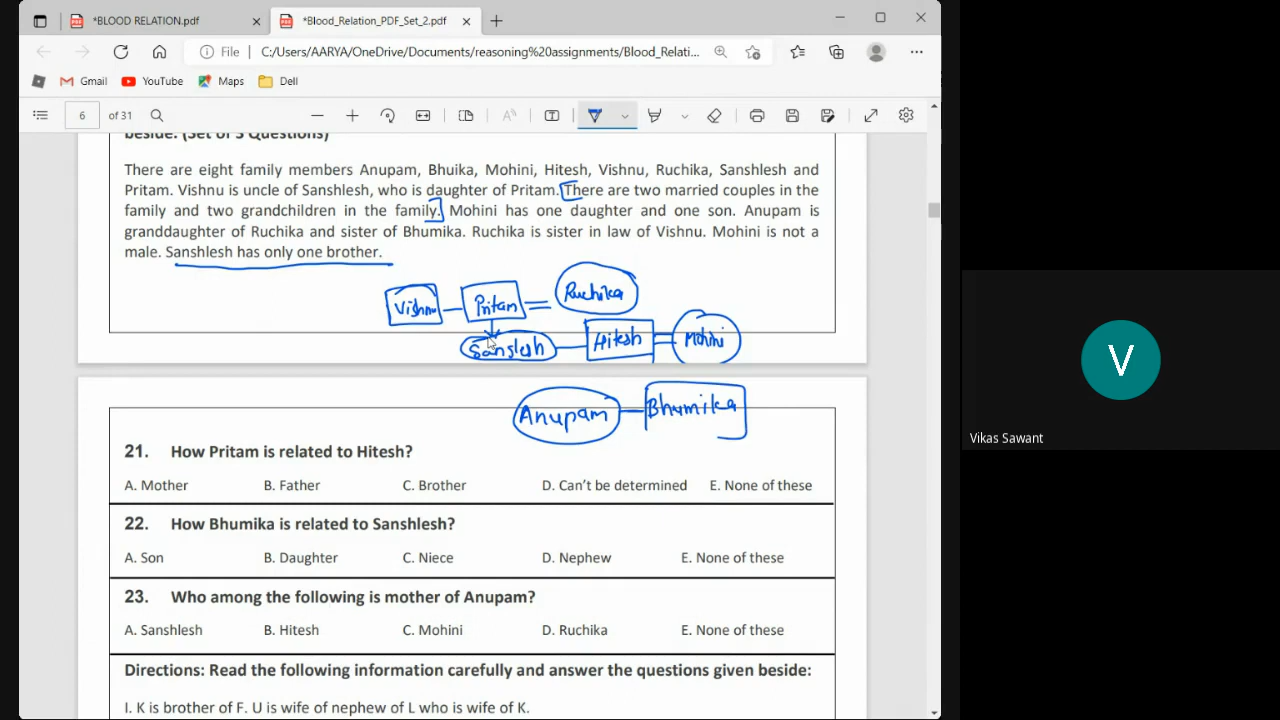 *BLOOD RELATION.pdf
*Blood_Relation_PDF_Set_2.pdf
File
C:/Users/AARYA/OneDrive/Documents/reasoning%20assignments/Blood_Relati...
Gmail YouTube Maps Dell
6 of 31
beside. (Set of 3 Questions)
There are eight family members Anupam, Bhuika, Mohini, Hitesh, Vishnu, Ruchika, Sanshlesh and
Pritam. Vishnu is uncle of Sanshlesh, who is daughter of Pritam. There are two married couples in the
family and two grandchildren in the family. Mohini has one daughter and one son. Anupam is
granddaughter of Ruchika and sister of Bhumika. Ruchika is sister in law of Vishnu. Mohini is not a
male. Sanshlesh has only one brother.
Vishnu Pritam Ruchika
Sanslesh Hitesh Mohini
Anupam Bhumika
21. How Pritam is related to Hitesh?
A. Mother B. Father C. Brother D. Can't be determined E. None of these
22. How Bhumika is related to Sanshlesh?
A. Son B. Daughter C. Niece D. Nephew E. None of these
23. Who among the following is mother of Anupam?
A. Sanshlesh B. Hitesh C. Mohini D. Ruchika E. None of these
Directions: Read the following information carefully and answer the questions given beside:
I. K is brother of F. U is wife of nephew of L who is wife of K.
V
Vikas Sawant